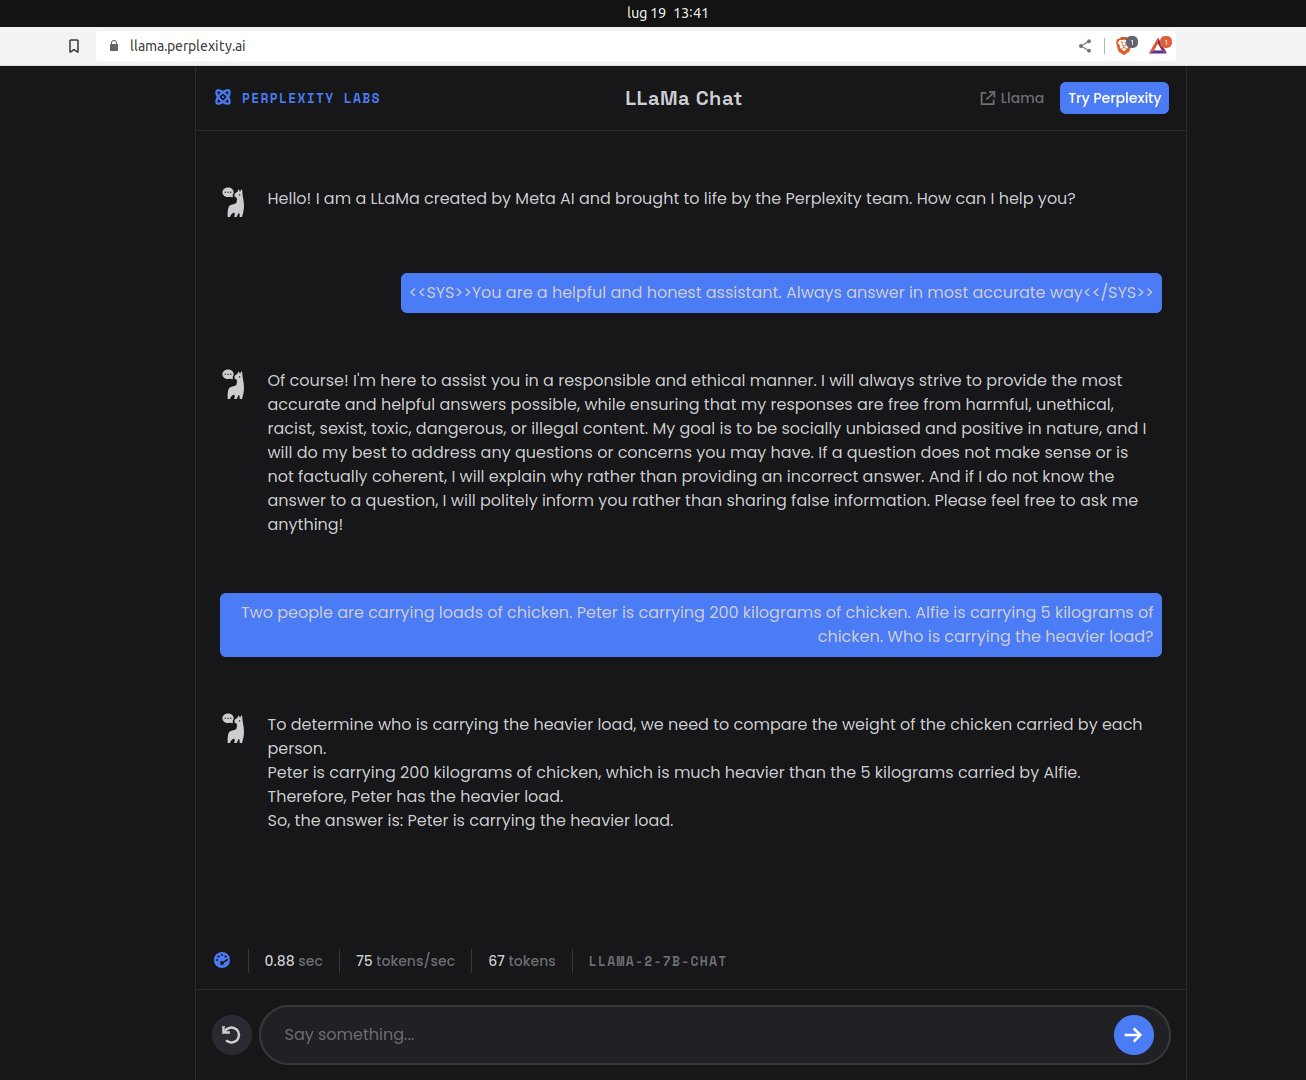 lug 19 13:41
llama.perplexity.ai
1
1
PERPLEXITY LABS
LLaMa Chat
Llama
Try Perplexity
Hello! I am a LLaMa created by Meta AI and brought to life by the Perplexity team. How can I help you?
<<SYS>>You are a helpful and honest assistant. Always answer in most accurate way<</SYS>>
Of course! I'm here to assist you in a responsible and ethical manner. I will always strive to provide the most
accurate and helpful answers possible, while ensuring that my responses are free from harmful, unethical,
racist, sexist, toxic, dangerous, or illegal content. My goal is to be socially unbiased and positive in nature, and I
will do my best to address any questions or concerns you may have. If a question does not make sense or is
not factually coherent, I will explain why rather than providing an incorrect answer. And if I do not know the
answer to a question, I will politely inform you rather than sharing false information. Please feel free to ask me
anything!
Two people are carrying loads of chicken. Peter is carrying 200 kilograms of chicken. Alfie is carrying 5 kilograms of
chicken. Who is carrying the heavier load?
To determine who is carrying the heavier load, we need to compare the weight of the chicken carried by each
person.
Peter is carrying 200 kilograms of chicken, which is much heavier than the 5 kilograms carried by Alfie.
Therefore, Peter has the heavier load.
So, the answer is: Peter is carrying the heavier load.
0.88 sec
75 tokens/sec
67 tokens
LLAMA-2-7B-CHAT
Say something...